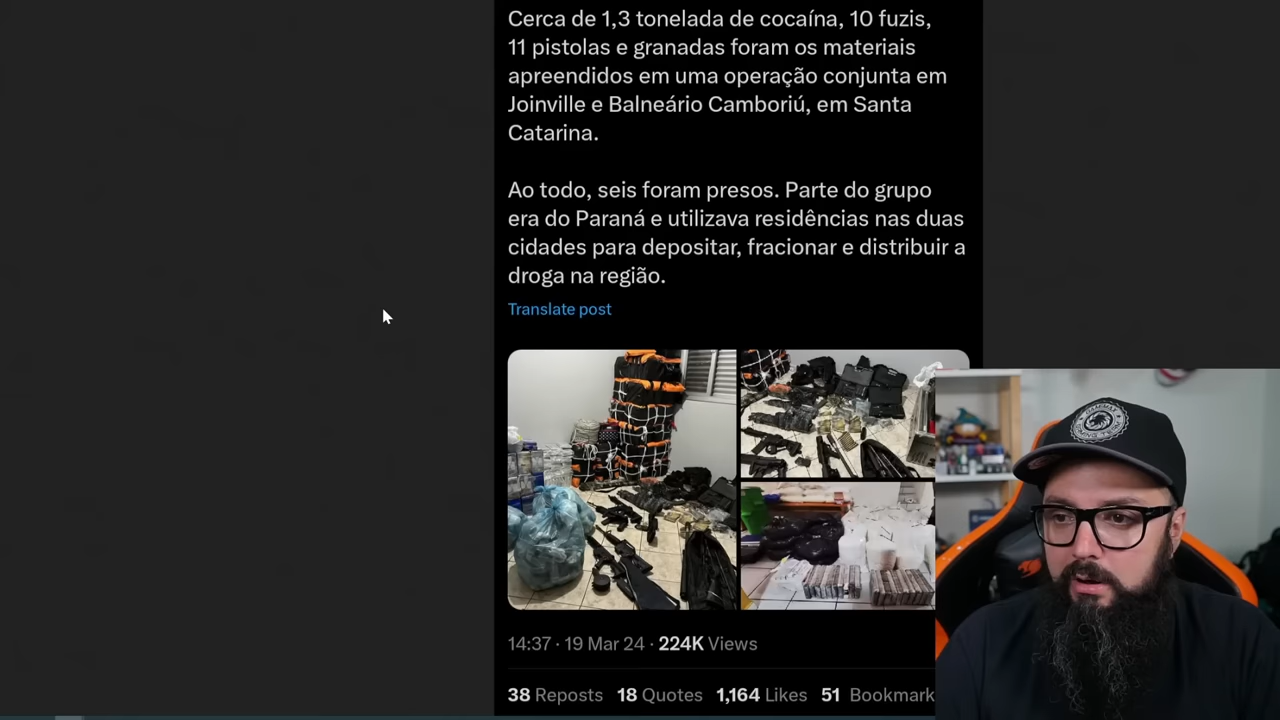 Cerca de 1,3 tonelada de cocaína, 10 fuzis,
11 pistolas e granadas foram os materiais
apreendidos em uma operação conjunta em
Joinville e Balneário Camboriú, em Santa
Catarina.
Ao todo, seis foram presos. Parte do grupo
era do Paraná e utilizava residências nas duas
cidades para depositar, fracionar e distribuir a
droga na região.
Translate post
14:37 · 19 Mar 24 · 224K Views
38 Reposts 18 Quotes 1,164 Likes 51 Bookmark